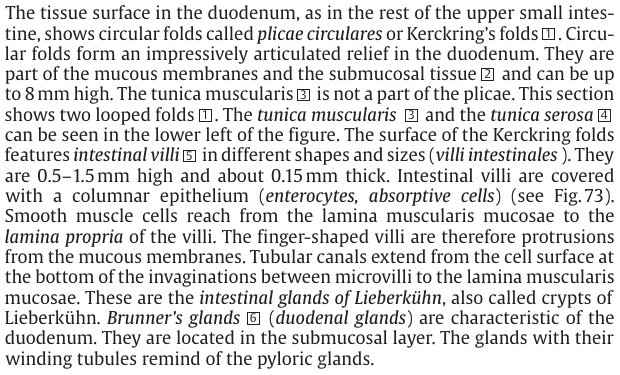 The tissue surface in the duodenum, as in the rest of the upper small intes-
tine, shows circular folds called plicae circulares or Kerckring’s folds 1. Circu-
lar folds form an impressively articulated relief in the duodenum. They are
part of the mucous membranes and the submucosal tissue 2 and can be up
to 8 mm high. The tunica muscularis 3 is not a part of the plicae. This section
shows two looped folds 1. The tunica muscularis 3 and the tunica serosa 4
can be seen in the lower left of the figure. The surface of the Kerckring folds
features intestinal villi 5 in different shapes and sizes (villi intestinales ). They
are 0.5–1.5 mm high and about 0.15 mm thick. Intestinal villi are covered
with a columnar epithelium (enterocytes, absorptive cells) (see Fig. 73).
Smooth muscle cells reach from the lamina muscularis mucosae to the
lamina propria of the villi. The finger-shaped villi are therefore protrusions
from the mucous membranes. Tubular canals extend from the cell surface at
the bottom of the invaginations between microvilli to the lamina muscularis
mucosae. These are the intestinal glands of Lieberkühn, also called crypts of
Lieberkühn. Brunner’s glands 6 (duodenal glands) are characteristic of the
duodenum. They are located in the submucosal layer. The glands with their
winding tubules remind of the pyloric glands.